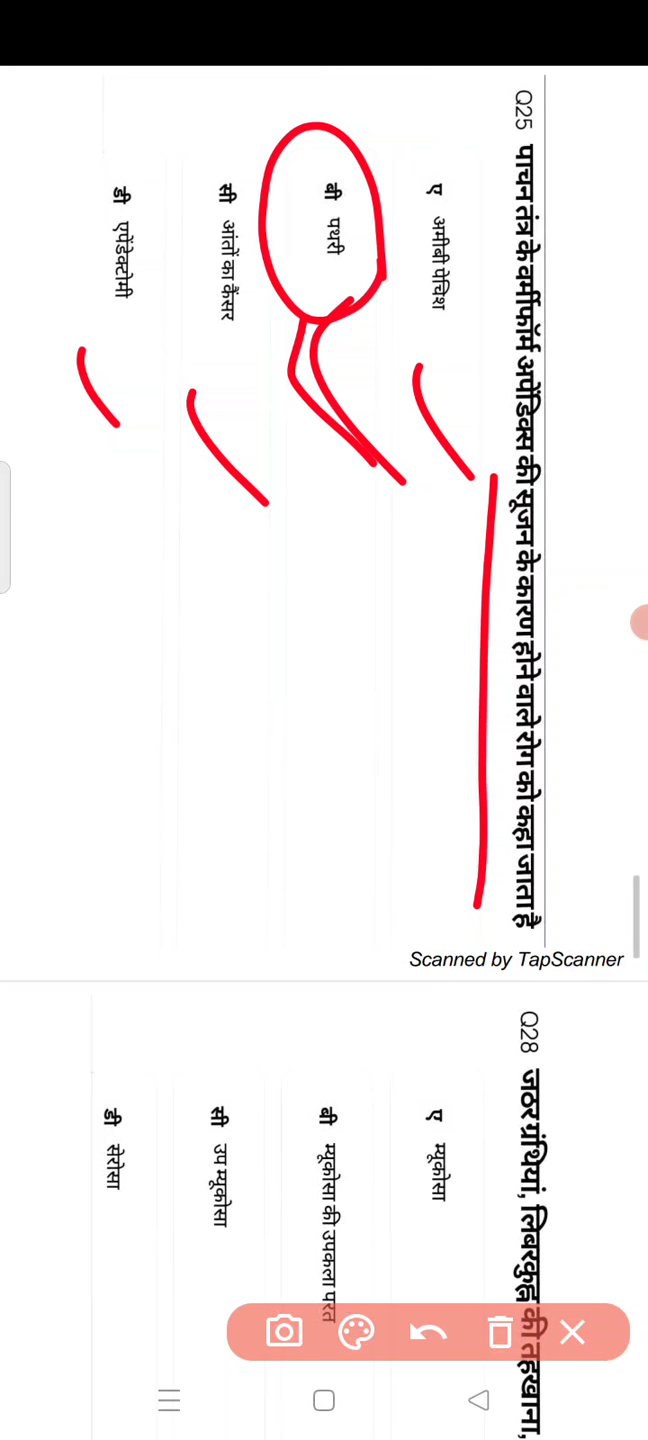 Q25 पाचन तंत्र के वर्मीफॉर्म अपेंडिक्स की सूजन के कारण होने वाले रोग को कहा जाता है
ए अमीबी पेचिश
बी पथरी
सी आंतों का कैंसर
डी एपेंडेक्टोमी
Scanned by TapScanner
Q28 जठर ग्रंथियां, लिबरकुह्न की तहखाना,
ए म्यूकोसा
बी म्यूकोसा की उपकला परत
सी उप म्यूकोसा
डी सेरोसा